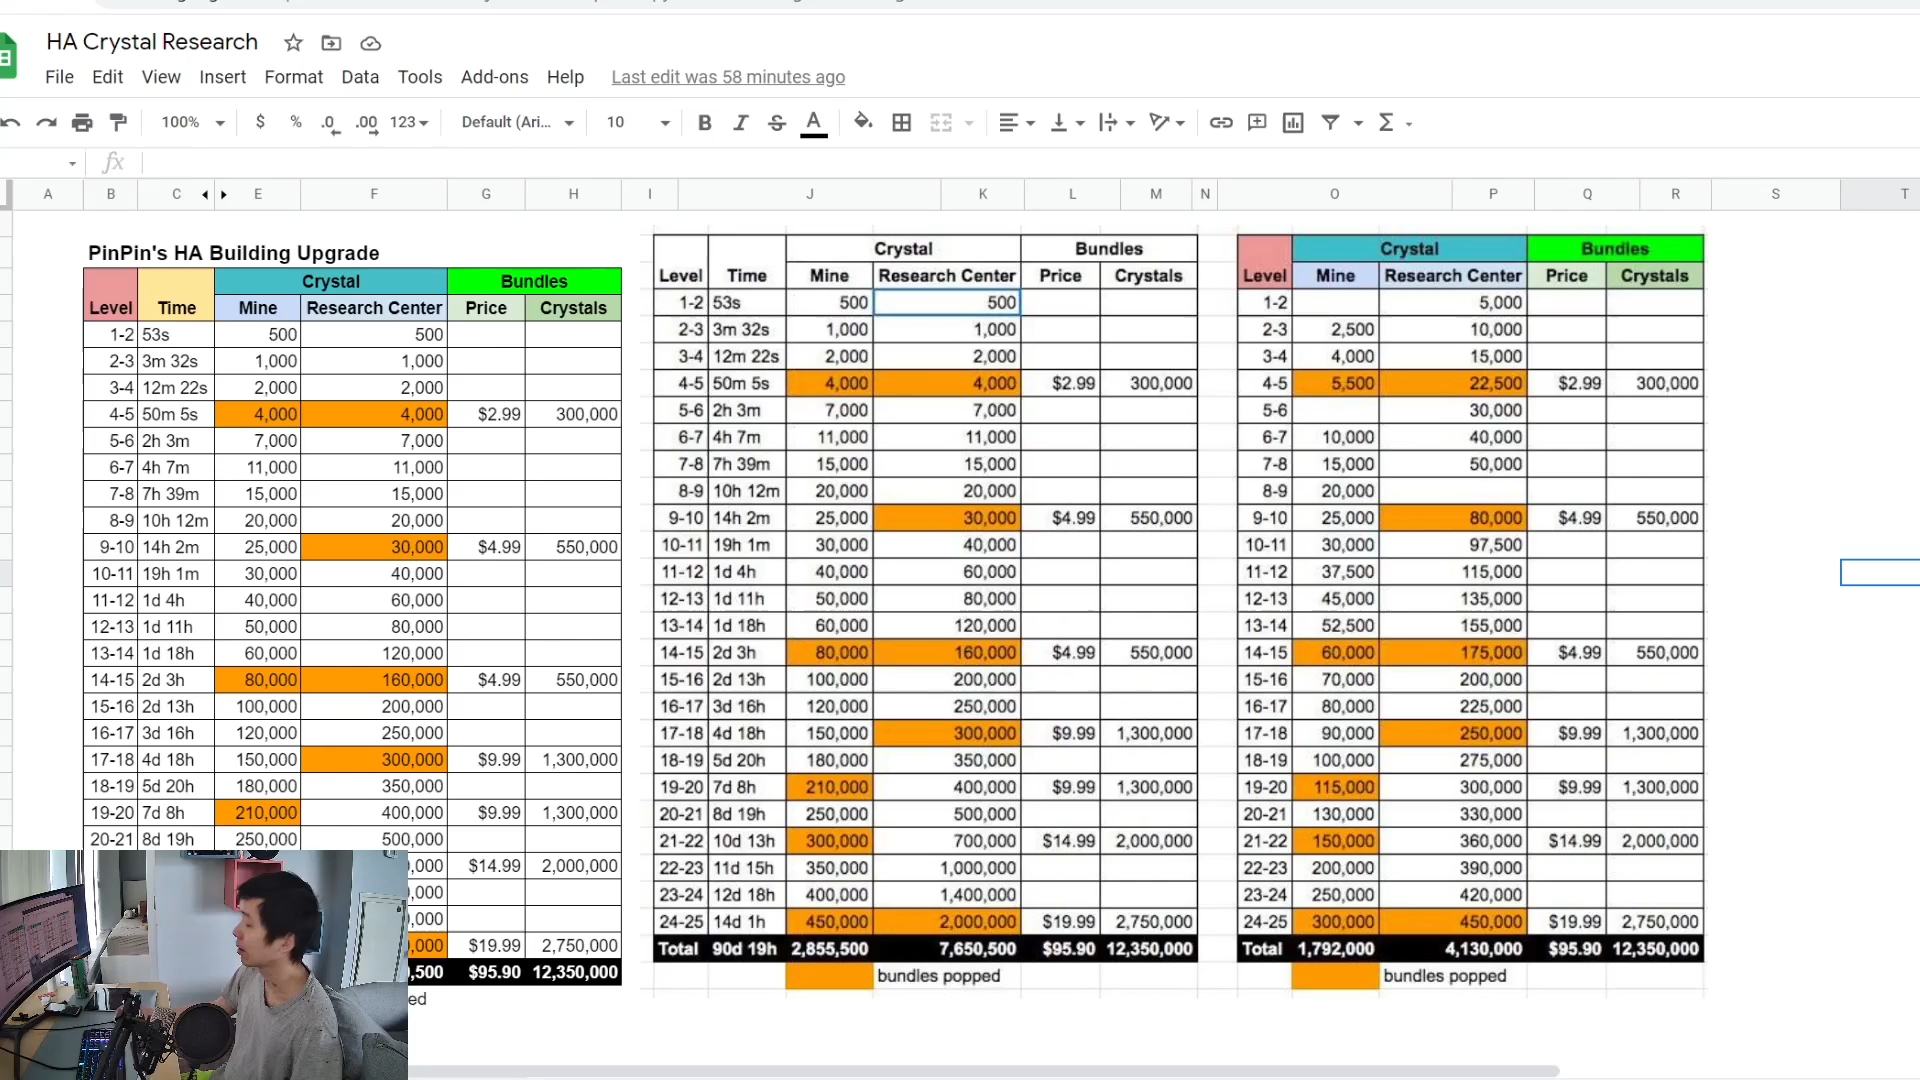 HA Crystal Research
File Edit View Insert Format Data Tools Add-ons Help Last edit was 58 minutes ago
100% $ % .0 .00 123 Default (Ari... 10 B I S A Σ
fx
A B C E F G H I J K L M N O P Q R S T
PinPin's HA Building Upgrade
Crystal Bundles
Level Time Mine Research Center Price Crystals
1-2 53s 500 500
2-3 3m 32s 1,000 1,000
3-4 12m 22s 2,000 2,000
4-5 50m 5s 4,000 4,000 $2.99 300,000
5-6 2h 3m 7,000 7,000
6-7 4h 7m 11,000 11,000
7-8 7h 39m 15,000 15,000
8-9 10h 12m 20,000 20,000
9-10 14h 2m 25,000 30,000 $4.99 550,000
10-11 19h 1m 30,000 40,000
11-12 1d 4h 40,000 60,000
12-13 1d 11h 50,000 80,000
13-14 1d 18h 60,000 120,000
14-15 2d 3h 80,000 160,000 $4.99 550,000
15-16 2d 13h 100,000 200,000
16-17 3d 16h 120,000 250,000
17-18 4d 18h 150,000 300,000 $9.99 1,300,000
18-19 5d 20h 180,000 350,000
19-20 7d 8h 210,000 400,000 $9.99 1,300,000
20-21 8d 19h 250,000 500,000
,000 $14.99 2,000,000
,000
,000
,000 $19.99 2,750,000
,500 $95.90 12,350,000
ed
Crystal Bundles
Level Time Mine Research Center Price Crystals
1-2 53s 500 500
2-3 3m 32s 1,000 1,000
3-4 12m 22s 2,000 2,000
4-5 50m 5s 4,000 4,000 $2.99 300,000
5-6 2h 3m 7,000 7,000
6-7 4h 7m 11,000 11,000
7-8 7h 39m 15,000 15,000
8-9 10h 12m 20,000 20,000
9-10 14h 2m 25,000 30,000 $4.99 550,000
10-11 19h 1m 30,000 40,000
11-12 1d 4h 40,000 60,000
12-13 1d 11h 50,000 80,000
13-14 1d 18h 60,000 120,000
14-15 2d 3h 80,000 160,000 $4.99 550,000
15-16 2d 13h 100,000 200,000
16-17 3d 16h 120,000 250,000
17-18 4d 18h 150,000 300,000 $9.99 1,300,000
18-19 5d 20h 180,000 350,000
19-20 7d 8h 210,000 400,000 $9.99 1,300,000
20-21 8d 19h 250,000 500,000
21-22 10d 13h 300,000 700,000 $14.99 2,000,000
22-23 11d 15h 350,000 1,000,000
23-24 12d 18h 400,000 1,400,000
24-25 14d 1h 450,000 2,000,000 $19.99 2,750,000
Total 90d 19h 2,855,500 7,650,500 $95.90 12,350,000
bundles popped
Crystal Bundles
Level Mine Research Center Price Crystals
1-2 5,000
2-3 2,500 10,000
3-4 4,000 15,000
4-5 5,500 22,500 $2.99 300,000
5-6 30,000
6-7 10,000 40,000
7-8 15,000 50,000
8-9 20,000
9-10 25,000 80,000 $4.99 550,000
10-11 30,000 97,500
11-12 37,500 115,000
12-13 45,000 135,000
13-14 52,500 155,000
14-15 60,000 175,000 $4.99 550,000
15-16 70,000 200,000
16-17 80,000 225,000
17-18 90,000 250,000 $9.99 1,300,000
18-19 100,000 275,000
19-20 115,000 300,000 $9.99 1,300,000
20-21 130,000 330,000
21-22 150,000 360,000 $14.99 2,000,000
22-23 200,000 390,000
23-24 250,000 420,000
24-25 300,000 450,000 $19.99 2,750,000
Total 1,792,000 4,130,000 $95.90 12,350,000
bundles popped